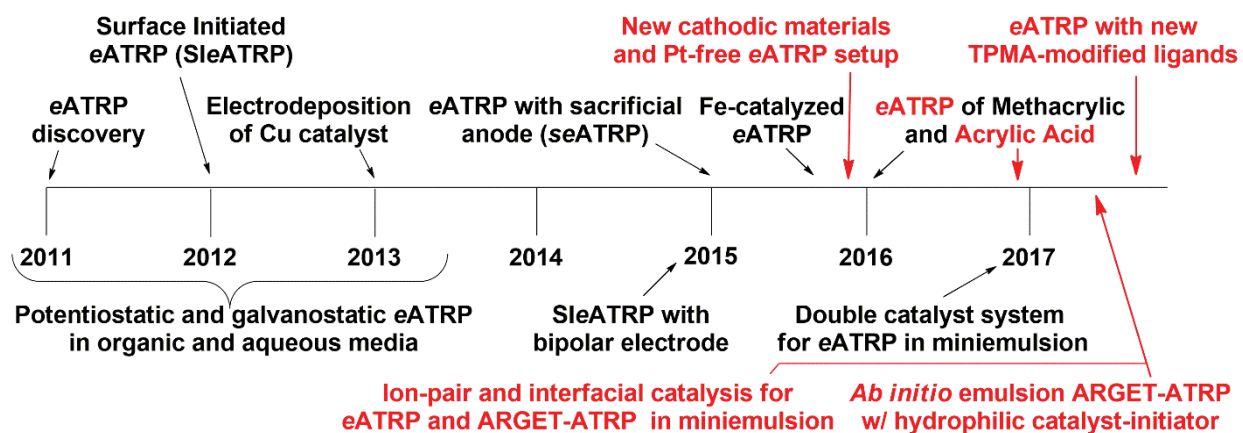 Surface Initiated
eATRP (SIeATRP)
New cathodic materials
and Pt-free eATRP setup
eATRP with new
TPMA-modified ligands
eATRP
discovery
Electrodeposition
of Cu catalyst
eATRP with sacrificial
anode (seATRP)
Fe-catalyzed
eATRP
eATRP of Methacrylic
and Acrylic Acid
2011
2012
2013
2014
2015
2016
2017
Potentiostatic and galvanostatic eATRP
in organic and aqueous media
SIeATRP with
bipolar electrode
Double catalyst system
for eATRP in miniemulsion
Ion-pair and interfacial catalysis for
eATRP and ARGET-ATRP in miniemulsion
Ab initio emulsion ARGET-ATRP
w/ hydrophilic catalyst-initiator